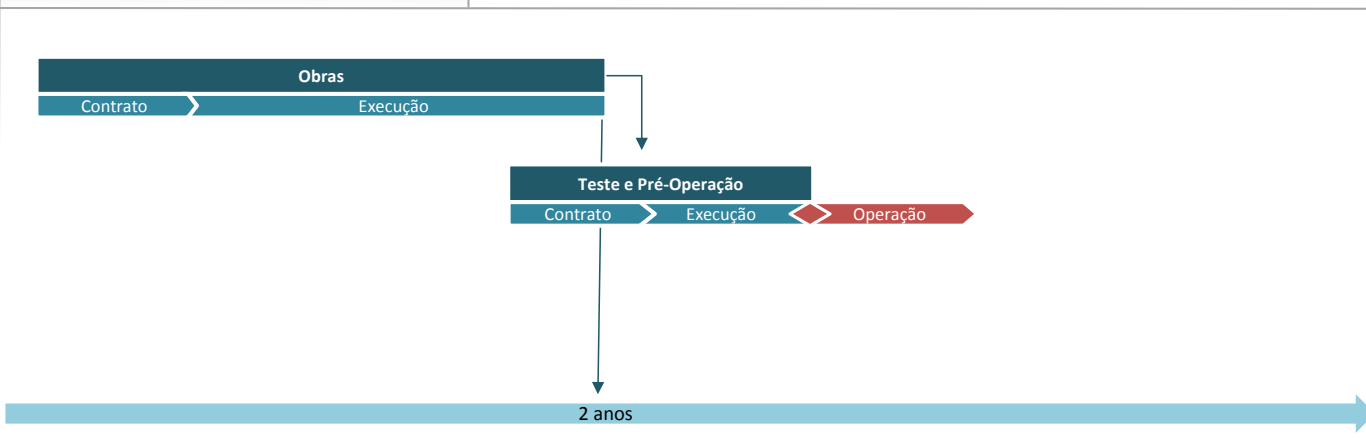 Obras
Contrato
Execução
Teste e Pré-Operação
Contrato
Execução
Operação
2 anos